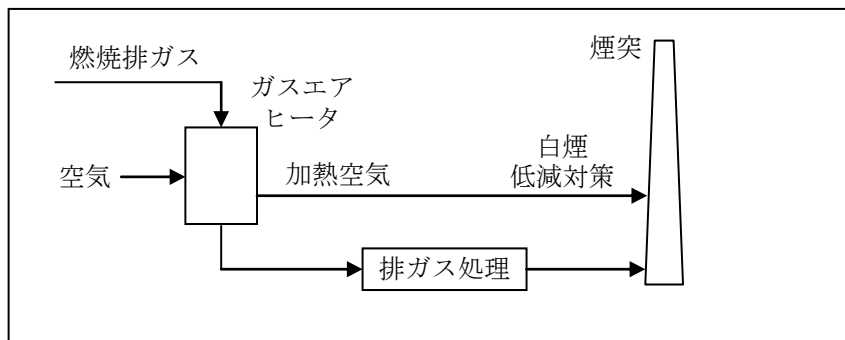 燃焼排ガス
煙突
ガスエア
ヒータ
空気
加熱空気
白煙
低減対策
排ガス処理